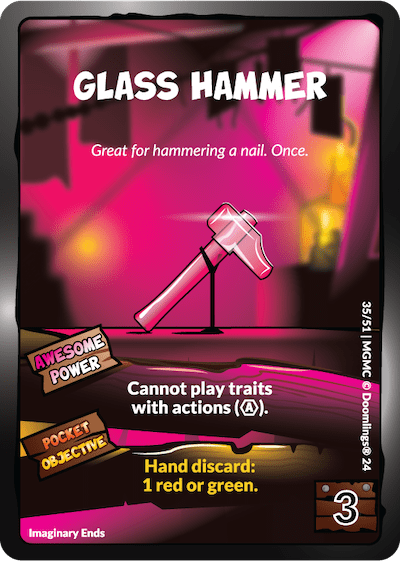 GLASS HAMMER
Great for hammering a nail. Once.
AWESOME
POWER
Cannot play traits
with actions (A).
POCKET
OBJECTIVE
Hand discard:
1 red or green.
3
Imaginary Ends
35/51 | MGMC © Doomlings® 24